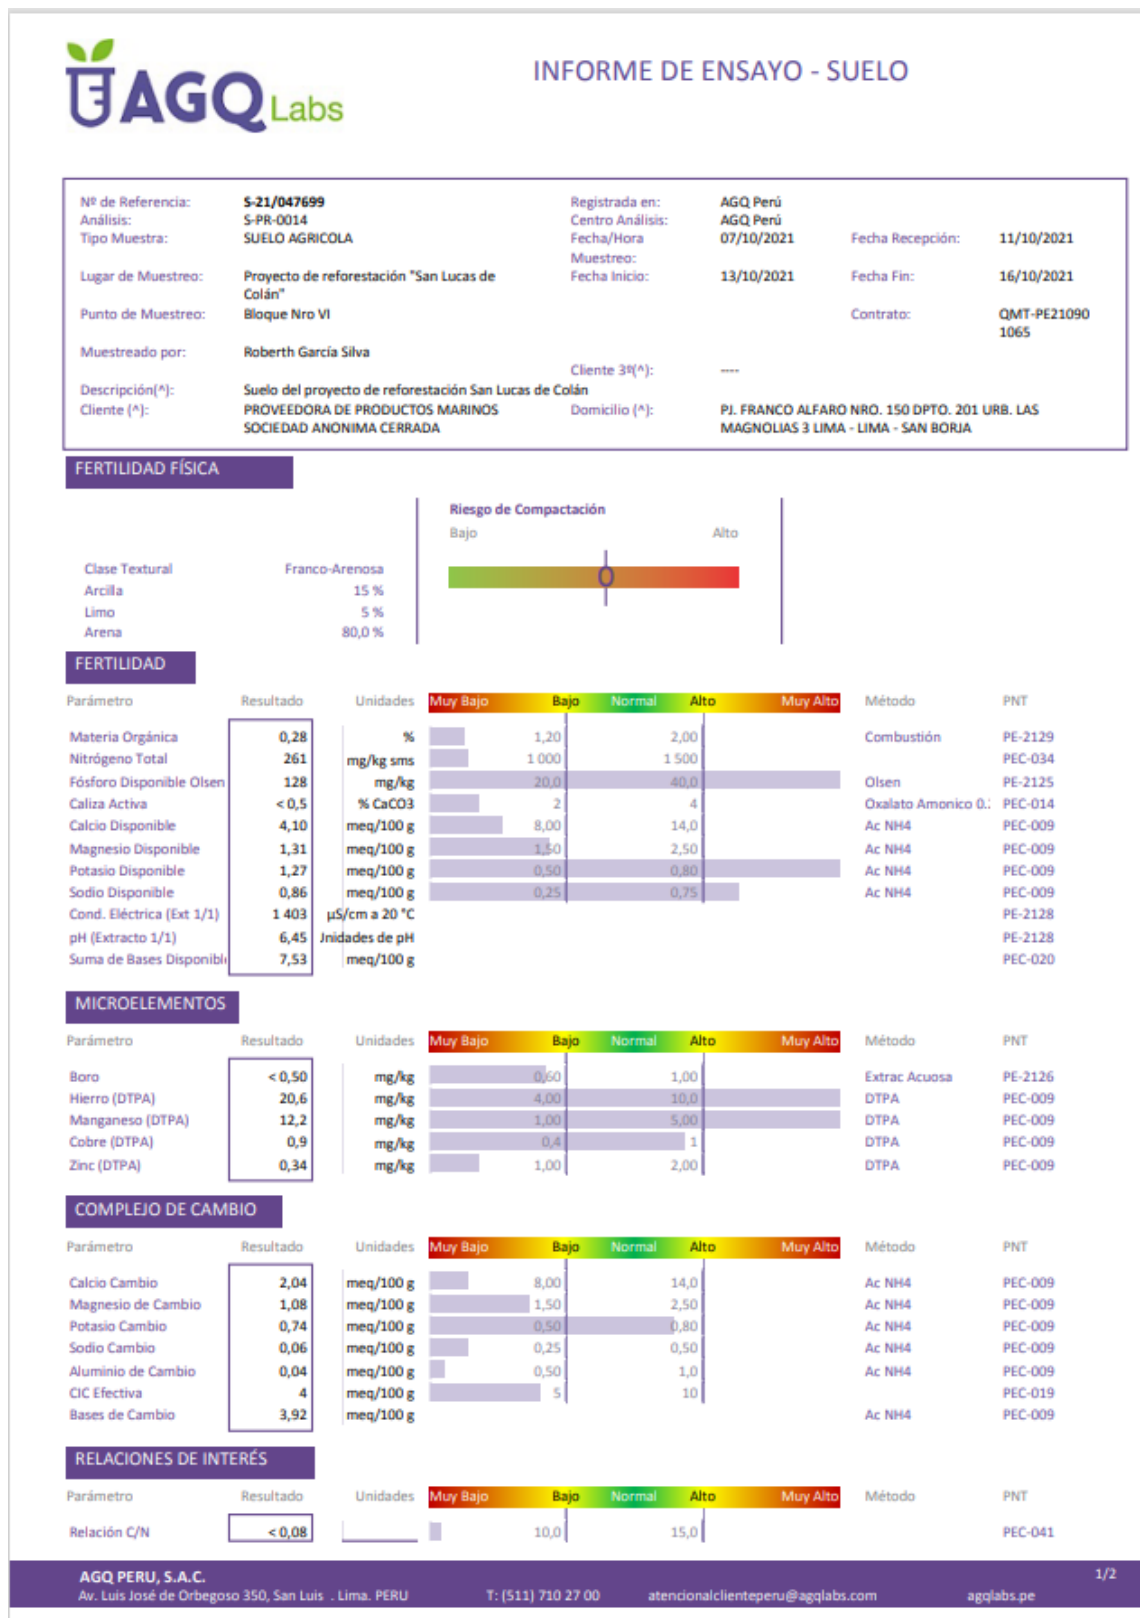 AGQ Labs
INFORME DE ENSAYO - SUELO
Nº de Referencia: S-21/047699 Registrada en: AGQ Perú
Análisis: S-PR-0014 Centro Análisis: AGQ Perú
Tipo Muestra: SUELO AGRICOLA Fecha/Hora Muestreo: 07/10/2021 Fecha Recepción: 11/10/2021
Lugar de Muestreo: Proyecto de reforestación "San Lucas de Colán" Fecha Inicio: 13/10/2021 Fecha Fin: 16/10/2021
Punto de Muestreo: Bloque Nro VI Contrato: QMT-PE21090 1065
Muestreado por: Roberth García Silva
Cliente 3º(^): ----
Descripción(^): Suelo del proyecto de reforestación San Lucas de Colán
Cliente (^): PROVEEDORA DE PRODUCTOS MARINOS SOCIEDAD ANONIMA CERRADA Domicilio (^): PJ. FRANCO ALFARO NRO. 150 DPTO. 201 URB. LAS MAGNOLIAS 3 LIMA - LIMA - SAN BORJA
FERTILIDAD FÍSICA
Riesgo de Compactación
Bajo Alto
Clase Textural Franco-Arenosa
Arcilla 15 %
Limo 5 %
Arena 80,0 %
FERTILIDAD
Parámetro Resultado Unidades Muy Bajo Bajo Normal Alto Muy Alto Método PNT
Materia Orgánica 0,28 % 1,20 2,00 Combustión PE-2129
Nitrógeno Total 261 mg/kg sms 1 000 1 500 PEC-034
Fósforo Disponible Olsen 128 mg/kg 20,0 40,0 Olsen PE-2125
Caliza Activa < 0,5 % CaCO3 2 4 Oxalato Amonico 0.: PEC-014
Calcio Disponible 4,10 meq/100 g 8,00 14,0 Ac NH4 PEC-009
Magnesio Disponible 1,31 meq/100 g 1,50 2,50 Ac NH4 PEC-009
Potasio Disponible 1,27 meq/100 g 0,50 0,80 Ac NH4 PEC-009
Sodio Disponible 0,86 meq/100 g 0,25 0,75 Ac NH4 PEC-009
Cond. Eléctrica (Ext 1/1) 1 403 µS/cm a 20 °C PE-2128
pH (Extracto 1/1) 6,45 Jnidades de pH PE-2128
Suma de Bases Disponibl 7,53 meq/100 g PEC-020
MICROELEMENTOS
Parámetro Resultado Unidades Muy Bajo Bajo Normal Alto Muy Alto Método PNT
Boro < 0,50 mg/kg 0,60 1,00 Extrac Acuosa PE-2126
Hierro (DTPA) 20,6 mg/kg 4,00 10,0 DTPA PEC-009
Manganeso (DTPA) 12,2 mg/kg 1,00 5,00 DTPA PEC-009
Cobre (DTPA) 0,9 mg/kg 0,4 1 DTPA PEC-009
Zinc (DTPA) 0,34 mg/kg 1,00 2,00 DTPA PEC-009
COMPLEJO DE CAMBIO
Parámetro Resultado Unidades Muy Bajo Bajo Normal Alto Muy Alto Método PNT
Calcio Cambio 2,04 meq/100 g 8,00 14,0 Ac NH4 PEC-009
Magnesio de Cambio 1,08 meq/100 g 1,50 2,50 Ac NH4 PEC-009
Potasio Cambio 0,74 meq/100 g 0,50 0,80 Ac NH4 PEC-009
Sodio Cambio 0,06 meq/100 g 0,25 0,50 Ac NH4 PEC-009
Aluminio de Cambio 0,04 meq/100 g 0,50 1,0 Ac NH4 PEC-009
CIC Efectiva 4 meq/100 g 5 10 PEC-019
Bases de Cambio 3,92 meq/100 g Ac NH4 PEC-009
RELACIONES DE INTERÉS
Parámetro Resultado Unidades Muy Bajo Bajo Normal Alto Muy Alto Método PNT
Relación C/N < 0,08 10,0 15,0 PEC-041
AGQ PERU, S.A.C. 1/2
Av. Luis José de Orbegoso 350, San Luis . Lima. PERU T: (511) 710 27 00 atencionalclienteperu@agqlabs.com agqlabs.pe